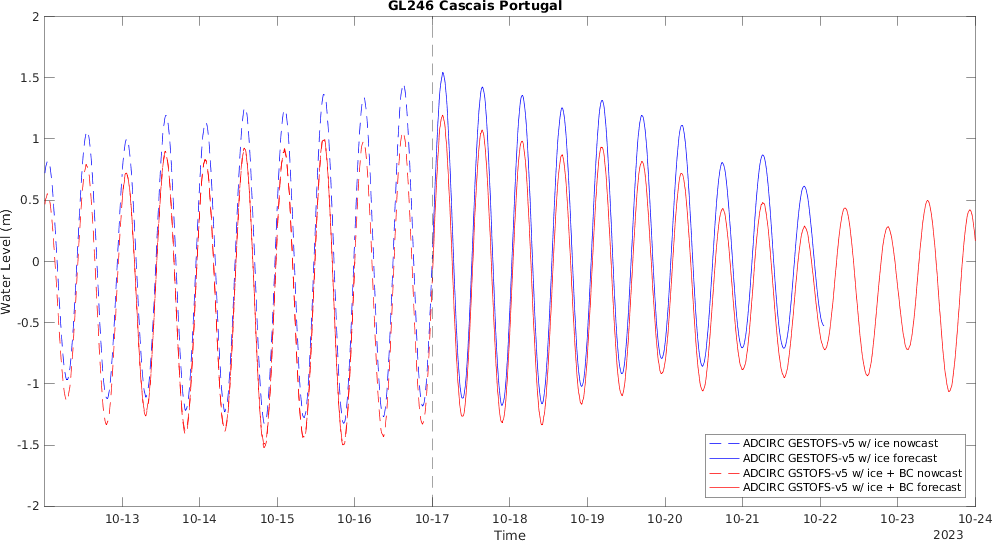 GL246 Cascais Portugal
2
1.5
1
0.5
0
-0.5
-1
-1.5
-2
Water Level (m)
10-13 10-14 10-15 10-16 10-17 10-18 10-19 10-20 10-21 10-22 10-23 10-24
Time
2023
ADCIRC GESTOFS-v5 w/ ice nowcast
ADCIRC GESTOFS-v5 w/ ice forecast
ADCIRC GSTOFS-v5 w/ ice + BC nowcast
ADCIRC GSTOFS-v5 w/ ice + BC forecast